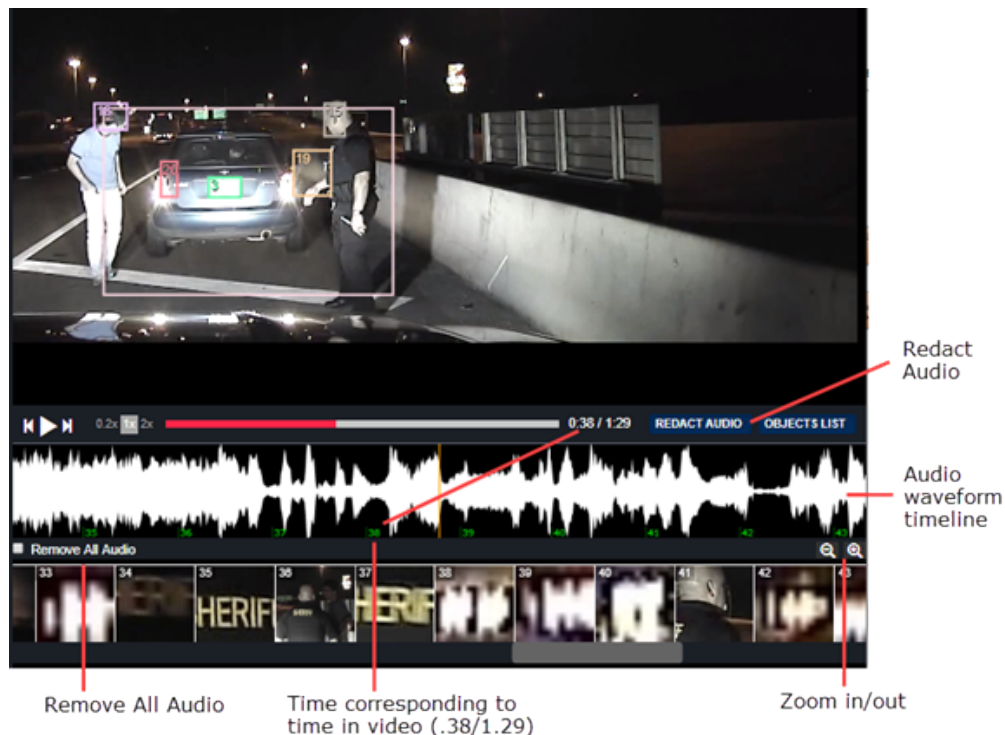 16
15
19
21
3
Redact
Audio
0.2x 1x 2x
0:38 / 1:29
REDACT AUDIO
OBJECTS LIST
Audio
waveform
timeline
35 36 37 38 39 40 41 42 43
Remove All Audio
33 34 35 36 37 38 39 40 41 42 43
HERIF
HERIF
Remove All Audio
Time corresponding to
time in video (.38/1.29)
Zoom in/out